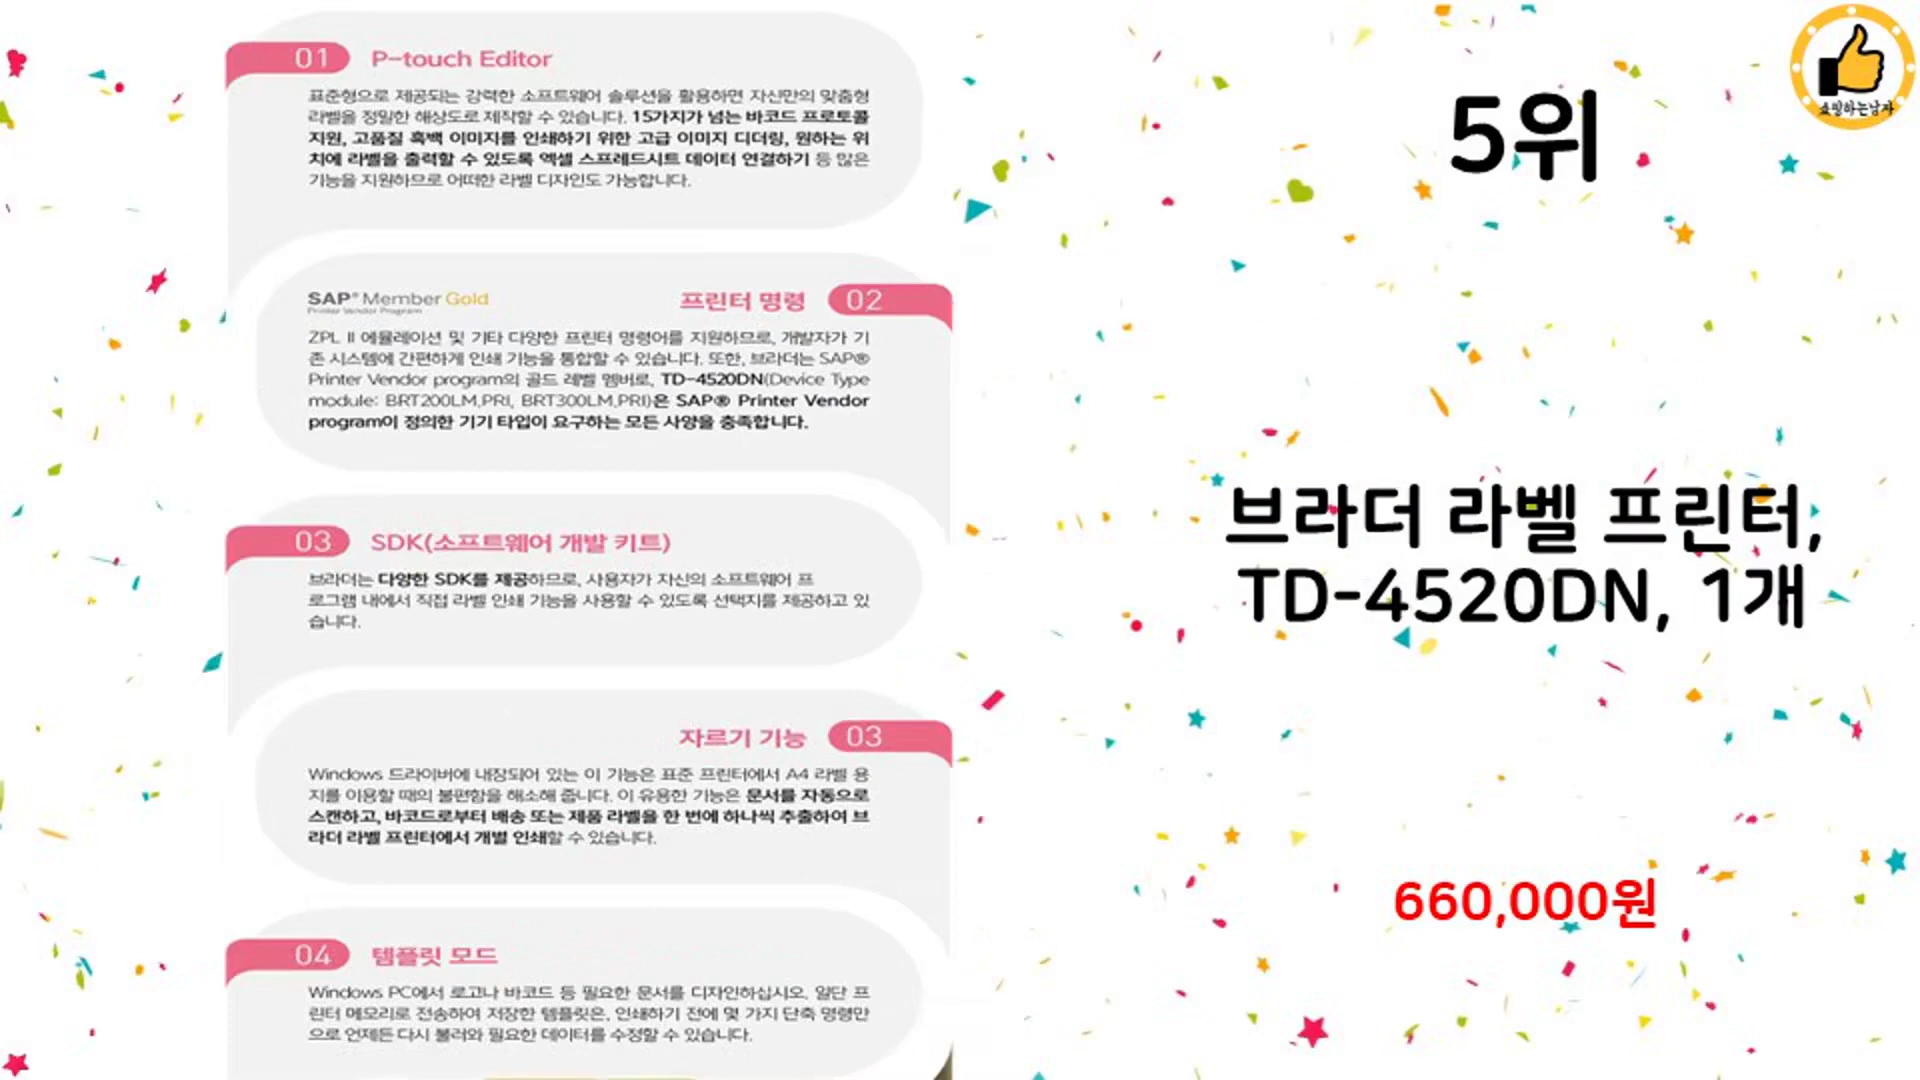 01 P-touch Editor
표준형으로 제공되는 강력한 소프트웨어 솔루션을 활용하면 자신만의 맞춤형
라벨을 정밀한 해상도로 제작할 수 있습니다. 15가지가 넘는 바코드 프로토콜
지원, 고품질 흑백 이미지를 인쇄하기 위한 고급 이미지 디더링, 원하는 위
치에 라벨을 출력할 수 있도록 엑셀 스프레드시트 데이터 연결하기 등 많은
기능을 지원하므로 어떠한 라벨 디자인도 가능합니다.
SAP® Member Gold
Printer Vendor Program
프린터 명령 02
ZPL II 에뮬레이션 및 기타 다양한 프린터 명령어를 지원하므로, 개발자가 기
존 시스템에 간편하게 인쇄 기능을 통합할 수 있습니다. 또한, 브라더는 SAP®
Printer Vendor program의 골드 레벨 멤버로, TD-4520DN(Device Type
module: BRT200LM,PRI, BRT300LM,PRI)은 SAP® Printer Vendor
program이 정의한 기기 타입이 요구하는 모든 사양을 충족합니다.
03 SDK(소프트웨어 개발 키트)
브라더는 다양한 SDK를 제공하므로, 사용자가 자신의 소프트웨어 프
로그램 내에서 직접 라벨 인쇄 기능을 사용할 수 있도록 선택지를 제공하고 있
습니다.
자르기 기능 03
Windows 드라이버에 내장되어 있는 이 기능은 표준 프린터에서 A4 라벨 용
지를 이용할 때의 불편함을 해소해 줍니다. 이 유용한 기능은 문서를 자동으로
스캔하고, 바코드로부터 배송 또는 제품 라벨을 한 번에 하나씩 추출하여 브
라더 라벨 프린터에서 개별 인쇄할 수 있습니다.
04 템플릿 모드
Windows PC에서 로고나 바코드 등 필요한 문서를 디자인하십시오. 일단 프
린터 메모리로 전송하여 저장한 템플릿은, 인쇄하기 전에 몇 가지 단축 명령만
으로 언제든 다시 불러와 필요한 데이터를 수정할 수 있습니다.
쇼핑하는남자
5위
브라더 라벨 프린터,
TD-4520DN, 1개
660,000원